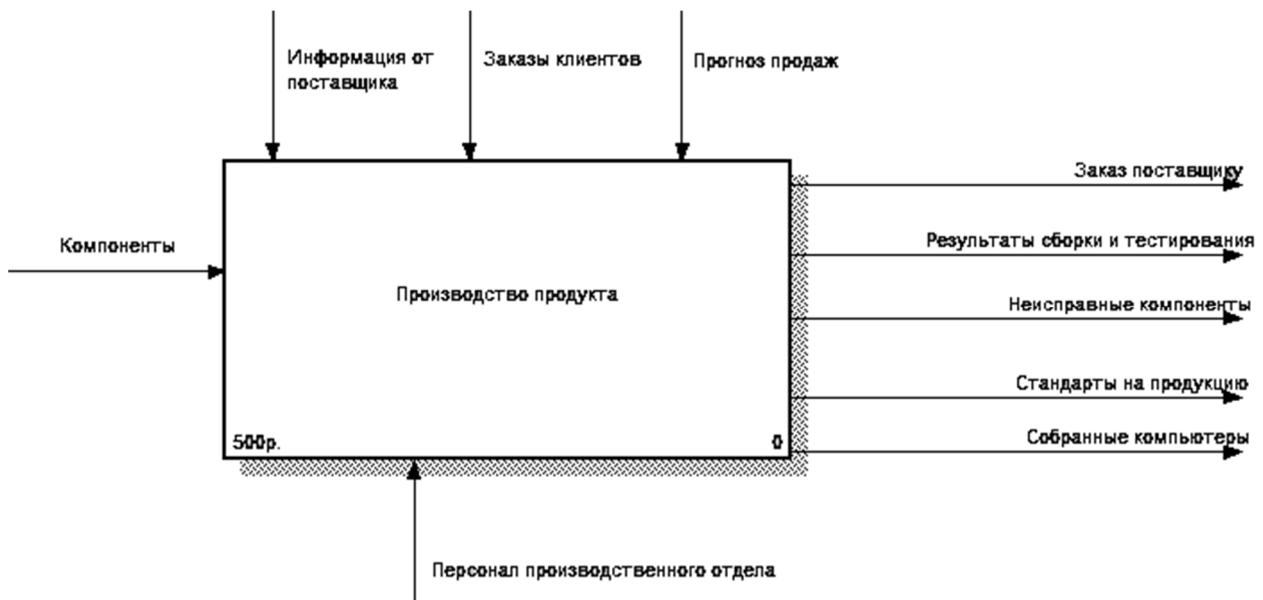 Информация от
поставщика
Заказы клиентов
Прогноз продаж
Заказ поставщику
Компоненты
Результаты сборки и тестирования
Производство продукта
Неисправные компоненты
Стандарты на продукцию
500р.
0
Собранные компьютеры
Персонал производственного отдела